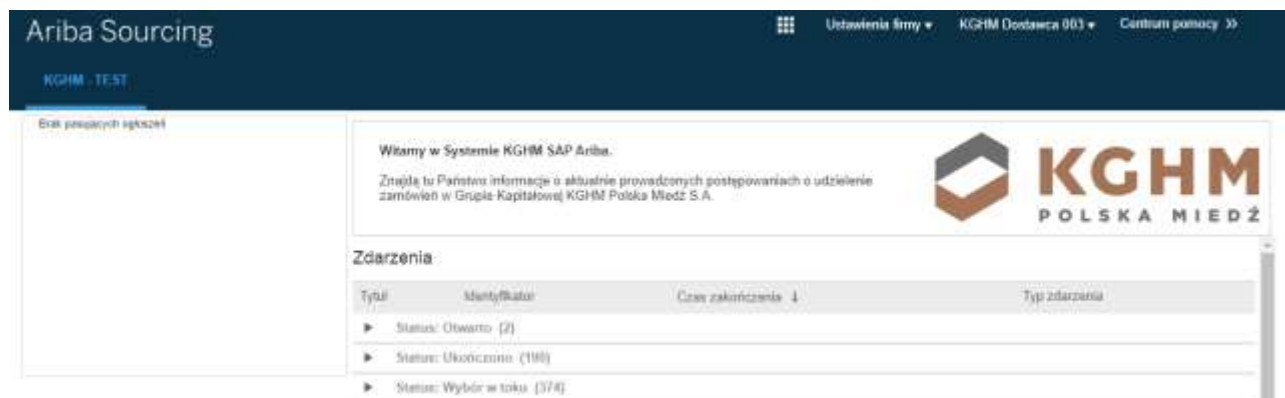 Ariba Sourcing
Ustawienia firmy
KGHM Dostawca 003
Centrum pomocy »
KGHM - TEST
Brak pasujących ogłoszeń
Witamy w Systemie KGHM SAP Ariba.
Znajdą tu Państwo informacje o aktualnie prowadzonych postępowaniach o udzielenie
zamówień w Grupie Kapitałowej KGHM Polska Miedź S.A.
KGHM
POLSKA MIEDŹ
Zdarzenia
Tytuł Identyfikator Czas zakończenia ↓ Typ zdarzenia
Status: Otwarto (2)
Status: Ukończono
Status: Wybór w toku (374)